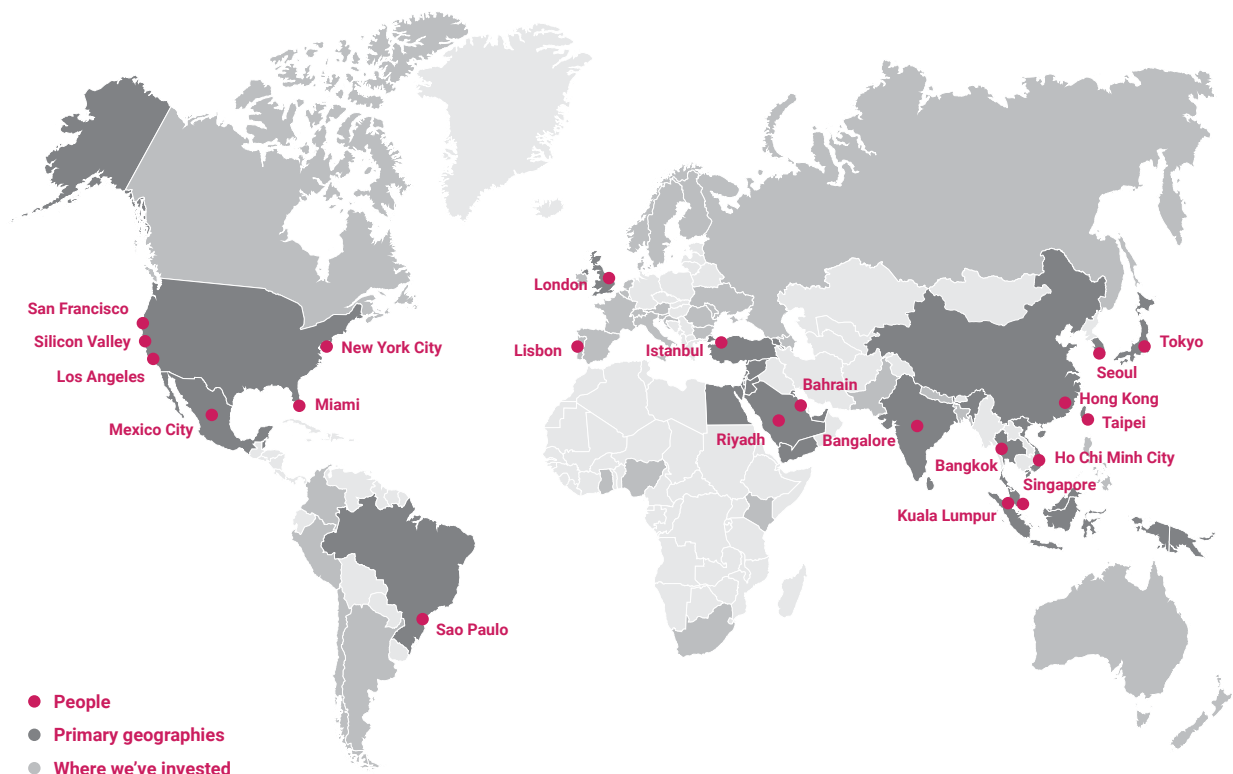 San Francisco
Silicon Valley
Los Angeles
New York City
Miami
Mexico City
Sao Paulo
London
Lisbon
Istanbul
Bahrain
Riyadh
Bangalore
Tokyo
Seoul
Hong Kong
Taipei
Bangkok
Ho Chi Minh City
Singapore
Kuala Lumpur
People
Primary geographies
Where we've invested